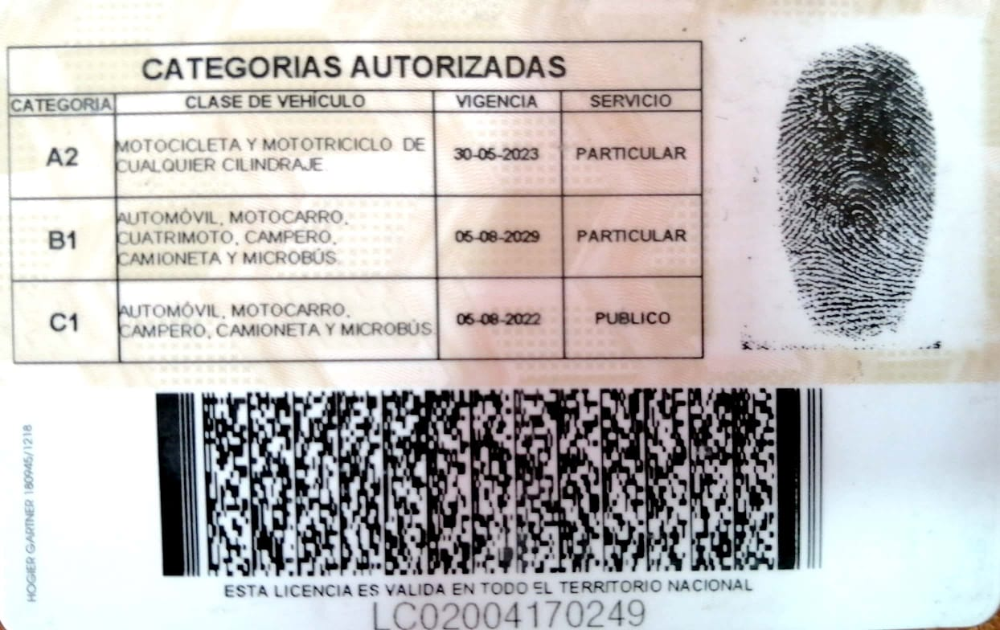 CATEGORIAS AUTORIZADAS
CATEGORIA CLASE DE VEHÍCULO VIGENCIA SERVICIO
A2 MOTOCICLETA Y MOTOTRICICLO DE CUALQUIER CILINDRAJE. 30-05-2023 PARTICULAR
B1 AUTOMÓVIL, MOTOCARRO, CUATRIMOTO, CAMPERO, CAMIONETA Y MICROBÚS. 05-08-2029 PARTICULAR
C1 AUTOMÓVIL, MOTOCARRO, CAMPERO, CAMIONETA Y MICROBÚS. 05-08-2022 PUBLICO
HOGIER GARTNER 180945/1218
ESTA LICENCIA ES VALIDA EN TODO EL TERRITORIO NACIONAL
LC02004170249